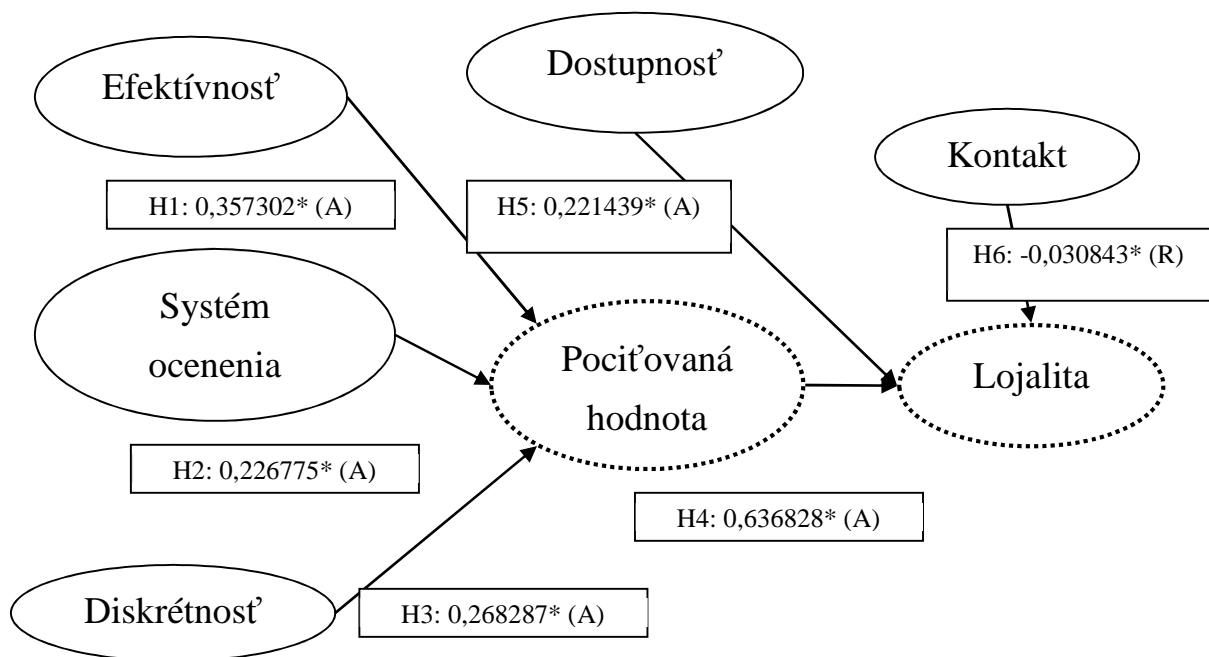 Efektívnosť
Dostupnosť
Kontakt
H1: 0,357302* (A)
H5: 0,221439* (A)
H6: -0,030843* (R)
Systém
ocenenia
Pociťovaná
hodnota
Lojalita
H2: 0,226775* (A)
H4: 0,636828* (A)
Diskrétnosť
H3: 0,268287* (A)